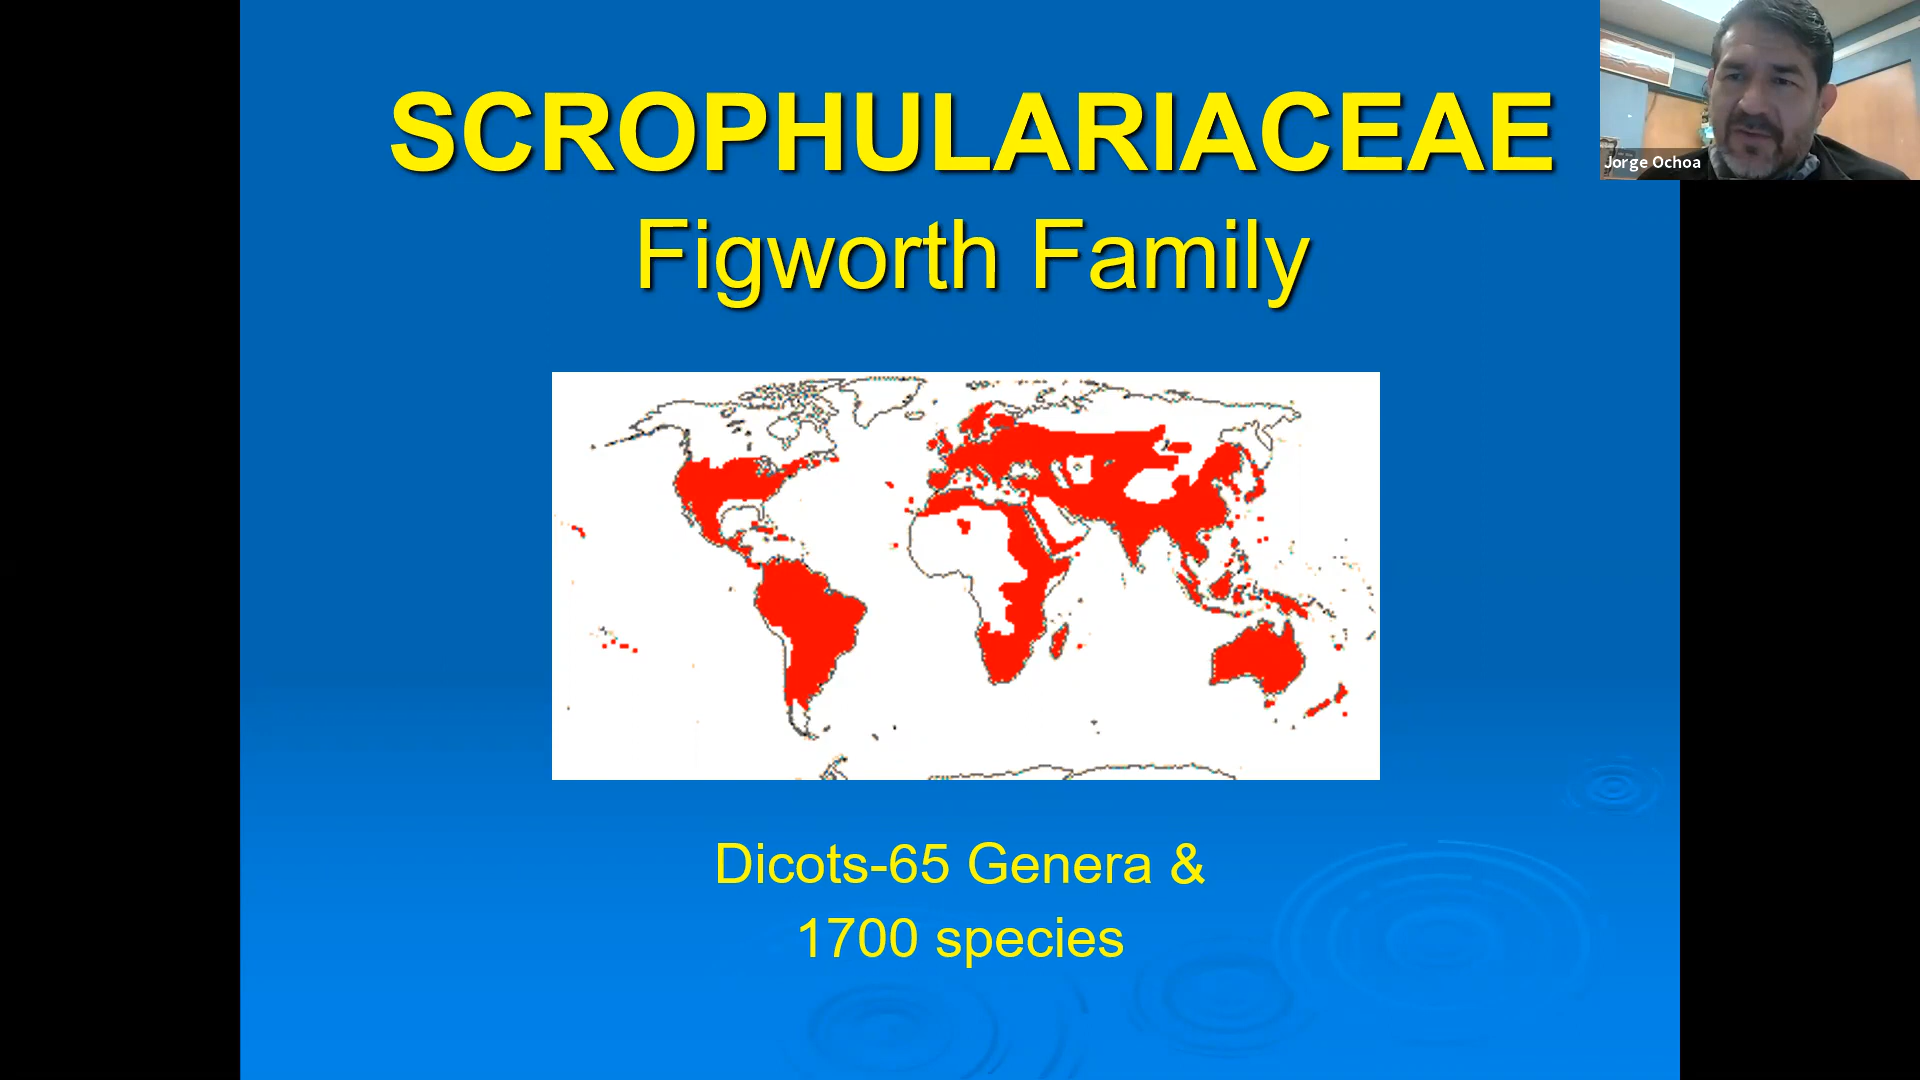 SCROPHULARIACEAE
Figworth Family
Jorge Ochoa
Dicots-65 Genera &
1700 species